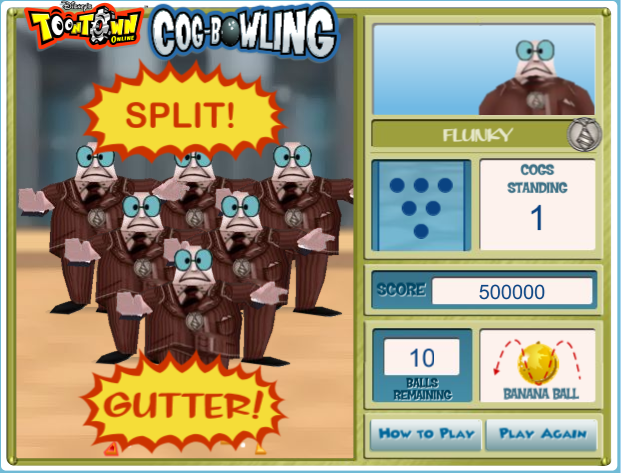 Disney's
TOONTOWN
ONLINE
COG-BOWLING
SPLIT!
GUTTER!
FLUNKY
COGS
STANDING
1
SCORE
500000
10
BALLS
REMAINING
BANANA BALL
HOW TO PLAY
PLAY AGAIN